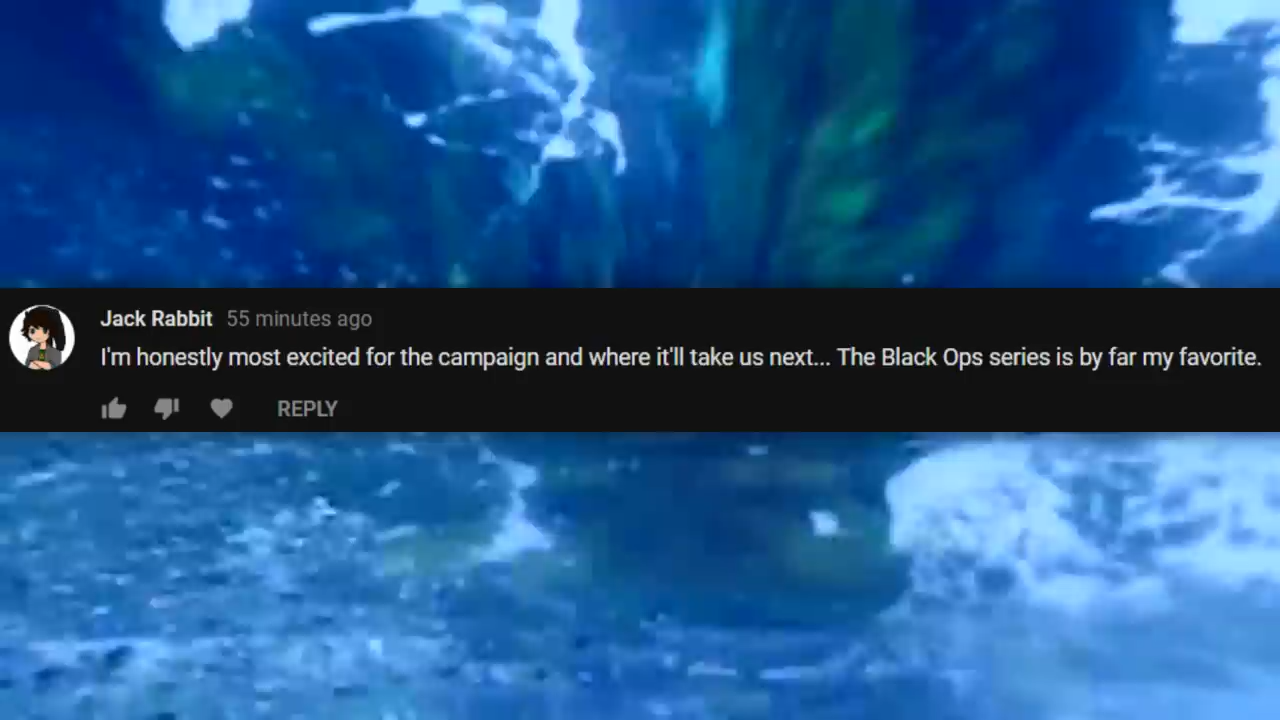 Jack Rabbit 55 minutes ago
I'm honestly most excited for the campaign and where it'll take us next... The Black Ops series is by far my favorite.
REPLY